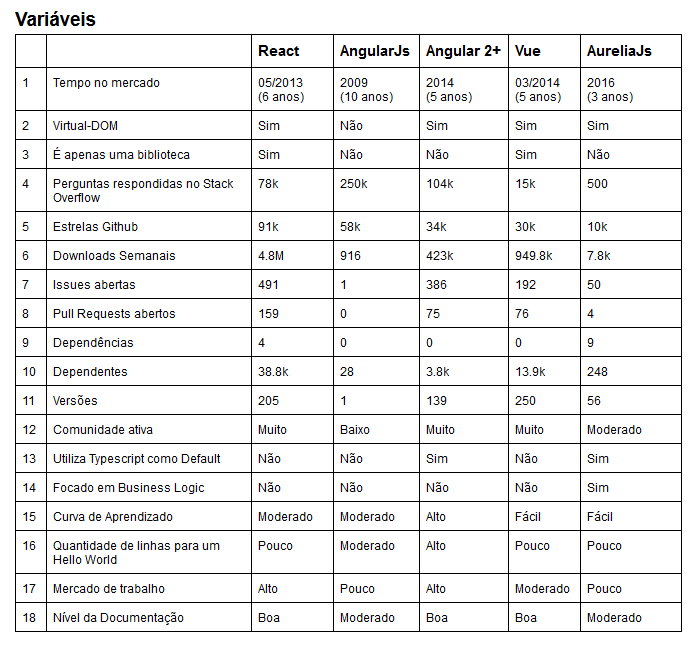 Variáveis
React AngularJs Angular 2+ Vue AureliaJs
1 Tempo no mercado 05/2013 2009 2014 03/2014 2016
(6 anos) (10 anos) (5 anos) (5 anos) (3 anos)
2 Virtual-DOM Sim Não Sim Sim Sim
3 É apenas uma biblioteca Sim Não Não Sim Não
4 Perguntas respondidas no Stack 78k 250k 104k 15k 500
Overflow
5 Estrelas Github 91k 58k 34k 30k 10k
6 Downloads Semanais 4.8M 916 423k 949.8k 7.8k
7 Issues abertas 491 1 386 192 50
8 Pull Requests abertos 159 0 75 76 4
9 Dependências 4 0 0 0 9
10 Dependentes 38.8k 28 3.8k 13.9k 248
11 Versões 205 1 139 250 56
12 Comunidade ativa Muito Baixo Muito Muito Moderado
13 Utiliza Typescript como Default Não Não Sim Não Sim
14 Focado em Business Logic Não Não Não Não Sim
15 Curva de Aprendizado Moderado Moderado Alto Fácil Fácil
16 Quantidade de linhas para um Pouco Moderado Alto Pouco Pouco
Hello World
17 Mercado de trabalho Alto Pouco Alto Moderado Pouco
18 Nível da Documentação Boa Moderado Boa Boa Moderado